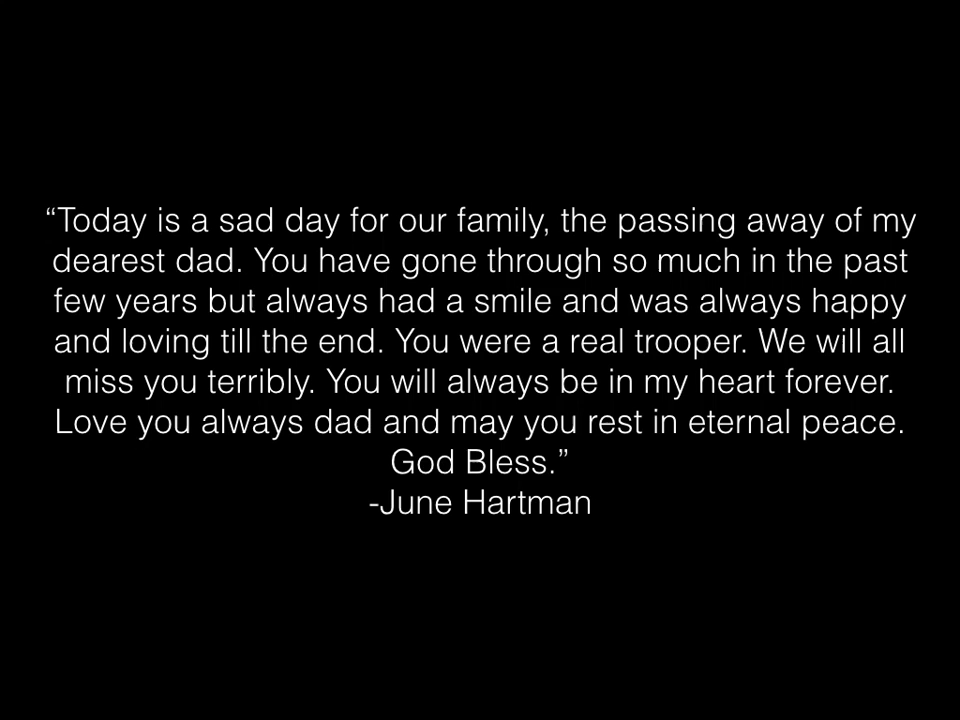 “Today is a sad day for our family, the passing away of my
dearest dad. You have gone through so much in the past
few years but always had a smile and was always happy
and loving till the end. You were a real trooper. We will all
miss you terribly. You will always be in my heart forever.
Love you always dad and may you rest in eternal peace.
God Bless.”
-June Hartman